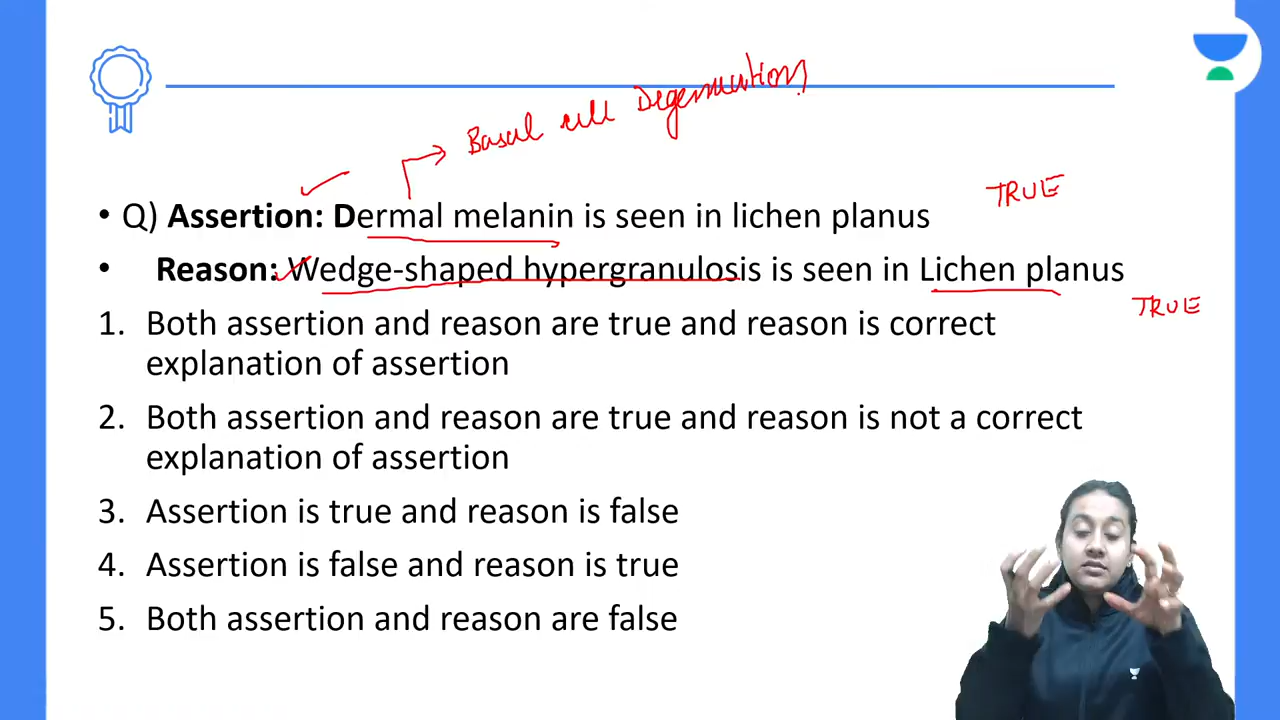 Basal cell Degeneration
• Q) Assertion: Dermal melanin is seen in lichen planus TRUE
• Reason: Wedge-shaped hypergranulosis is seen in Lichen planus
TRUE
1. Both assertion and reason are true and reason is correct
explanation of assertion
2. Both assertion and reason are true and reason is not a correct
explanation of assertion
3. Assertion is true and reason is false
4. Assertion is false and reason is true
5. Both assertion and reason are false